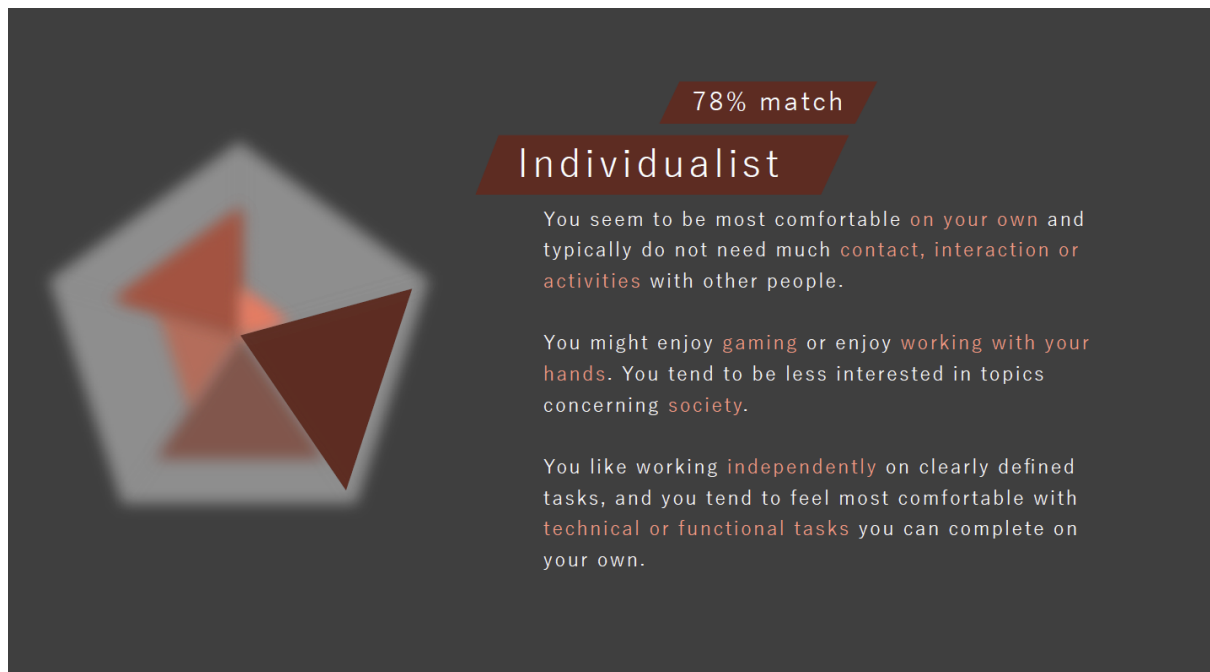 78% match
Individualist
You seem to be most comfortable on your own and
typically do not need much contact, interaction or
activities with other people.
You might enjoy gaming or enjoy working with your
hands. You tend to be less interested in topics
concerning society.
You like working independently on clearly defined
tasks, and you tend to feel most comfortable with
technical or functional tasks you can complete on
your own.